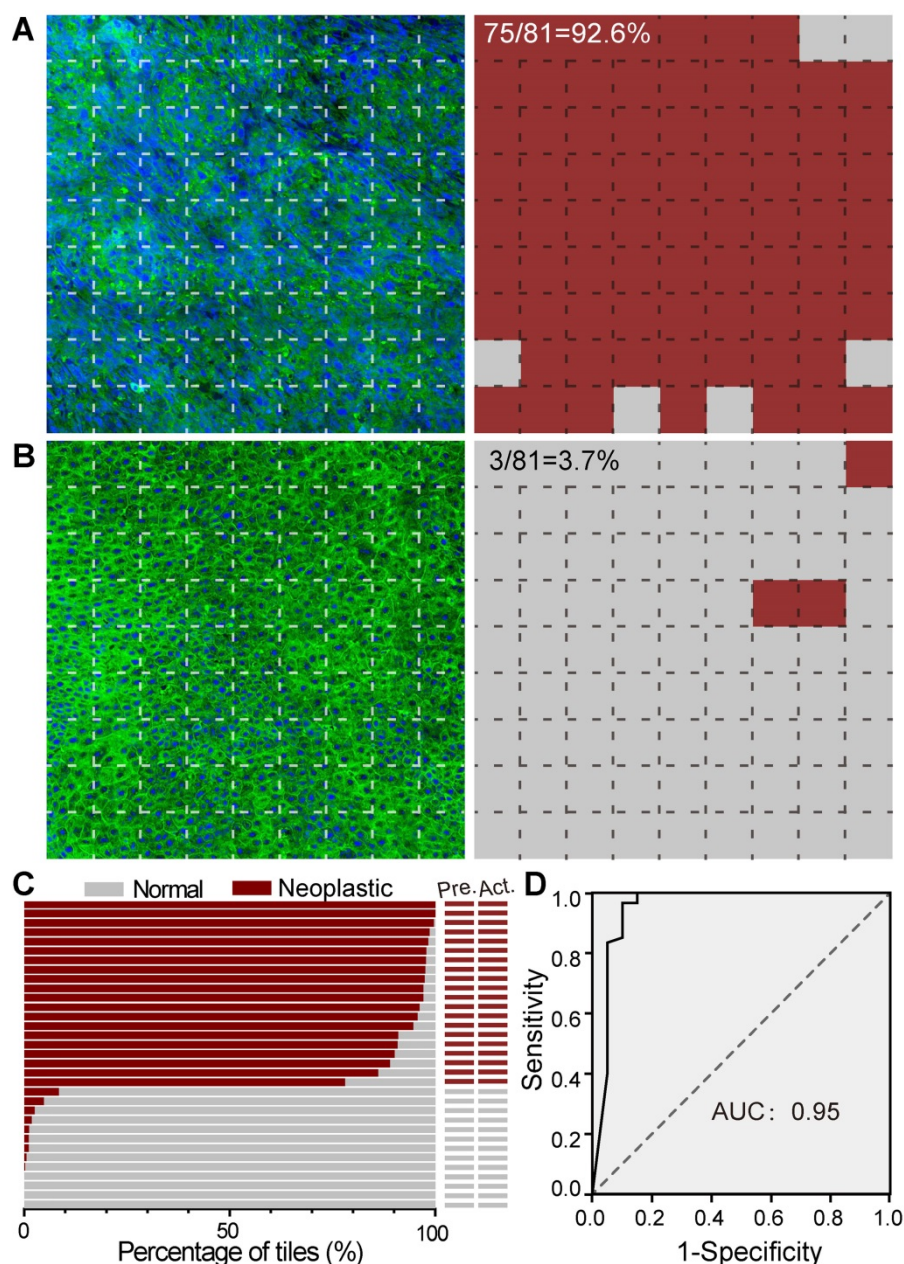 A
75/81=92.6%
B
3/81=3.7%
C
Normal
Neoplastic
Pre. Act.
0
50
100
Percentage of tiles (%)
D
1.0
0.8
0.6
0.4
0.2
0.0
Sensitivity
AUC: 0.95
0.0 0.2 0.4 0.6 0.8 1.0
1-Specificity